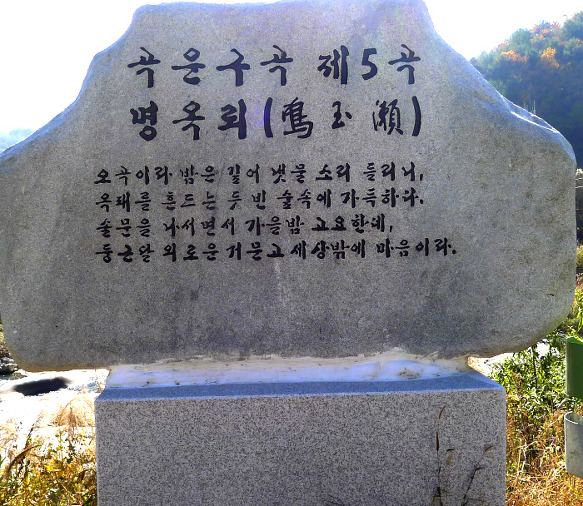 곡운구곡 제5곡
명옥뢰(鳴玉瀨)
오곡이라 밤은 깊어 냇물 소리 들리니,
옥패를 흔드는 듯 빈 숲속에 가득하다.
솔문을 나서면서 가을밤 고요한데,
둥근달 외로운 거문고 세상밖에 마음이라.